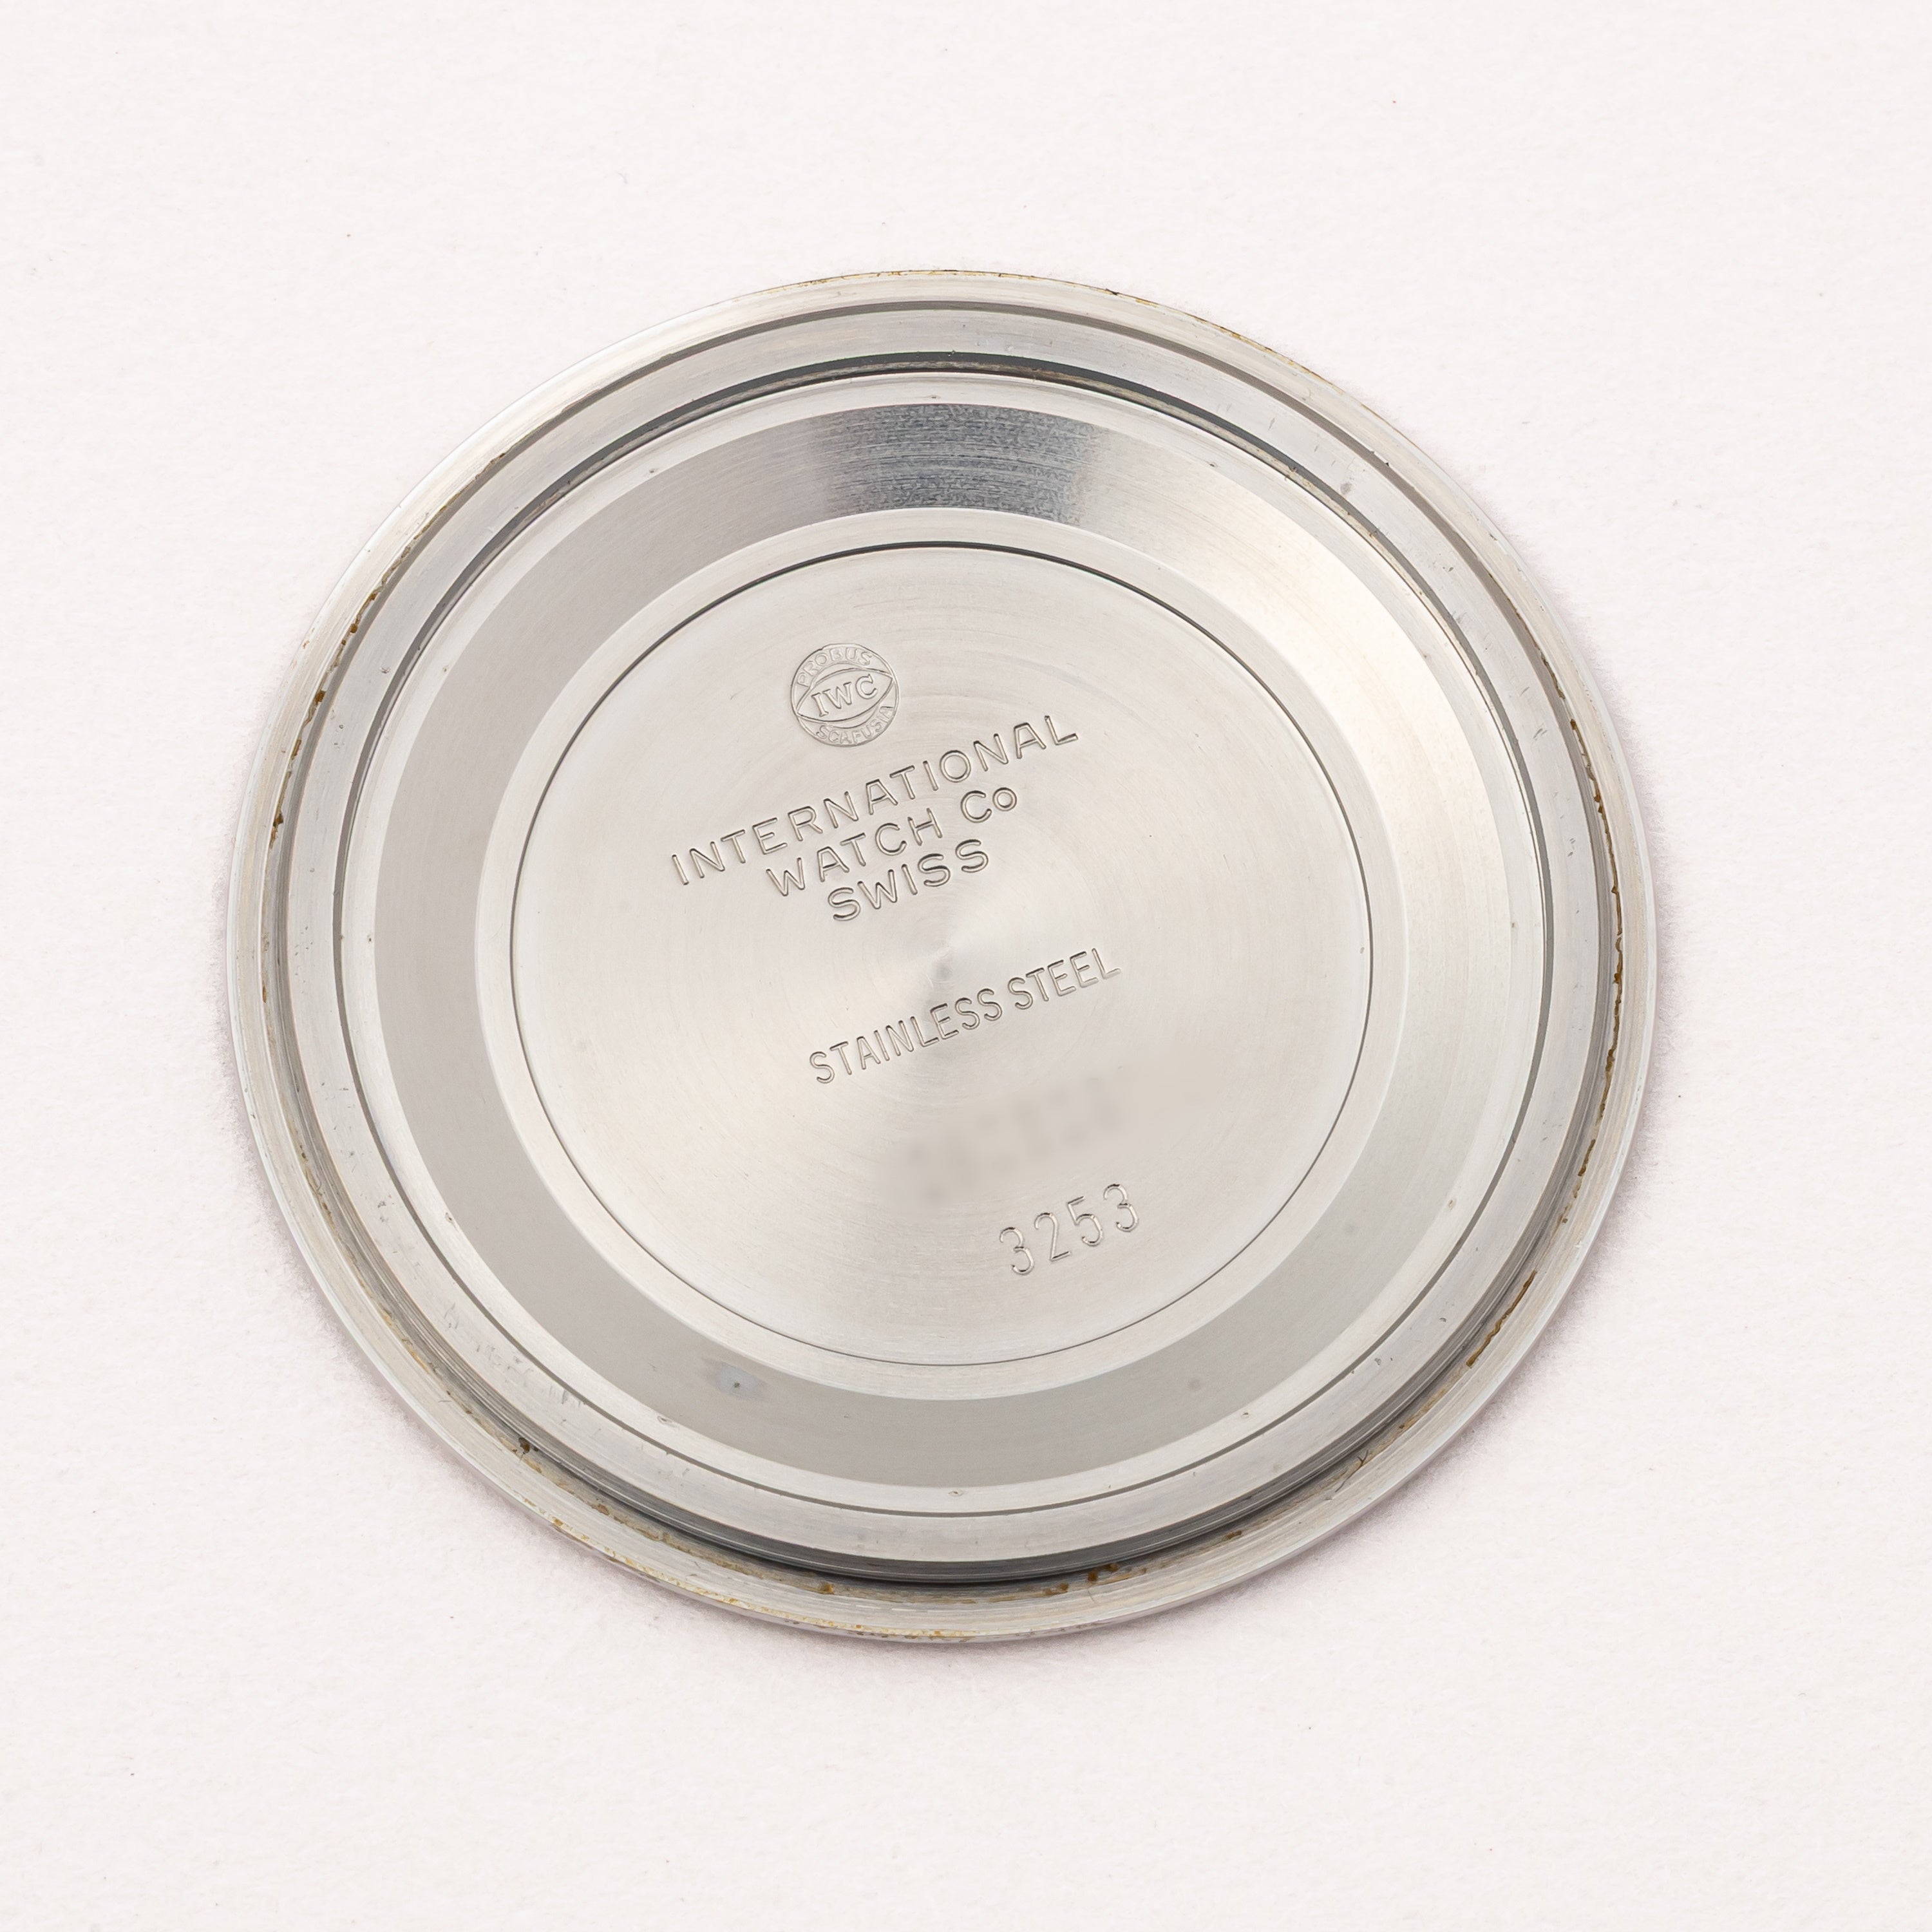 PROBUS
IWC
SCAFUSIA
INTERNATIONAL
WATCH Co
SWISS
STAINLESS STEEL
3253